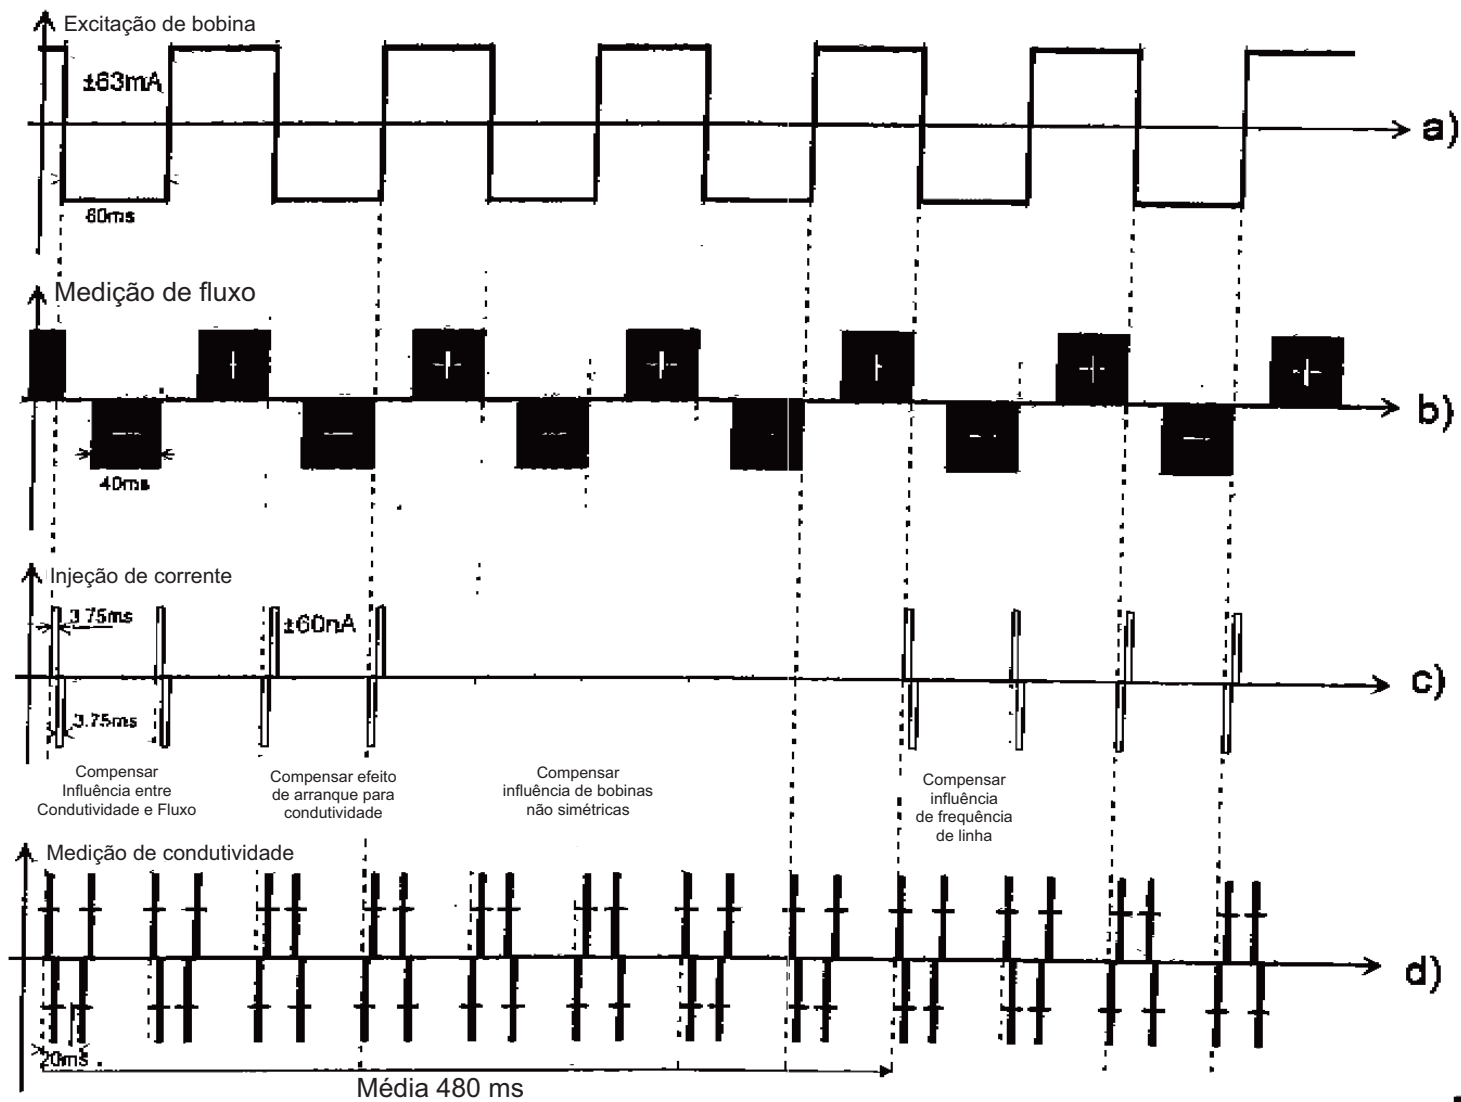 Excitação de bobina
±63mA
a)
60ms
Medição de fluxo
b)
40ms
Injeção de corrente
3.75ms
±60nA
c)
3.75ms
Compensar
Influência entre
Condutividade e Fluxo
Compensar efeito
de arranque para
condutividade
Compensar
influência de bobinas
não simétricas
Compensar
influência
de frequência
de linha
Medição de condutividade
d)
20ms
Média 480 ms